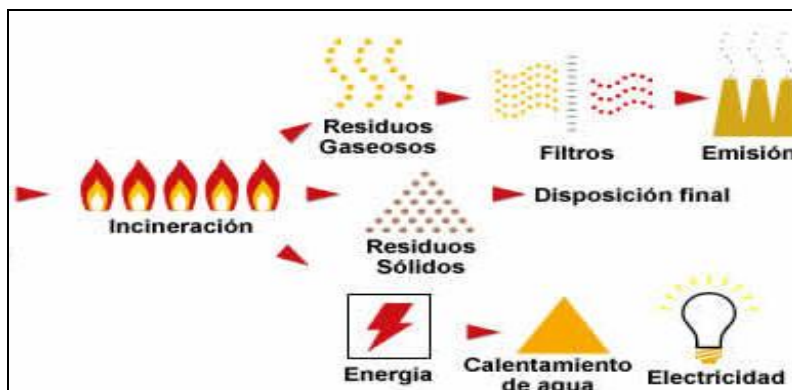 Residuos
Gaseosos
Filtros
Emisión
Incineración
Disposición final
Residuos
Sólidos
Energia
Calentamiento
de agua
Electricidad